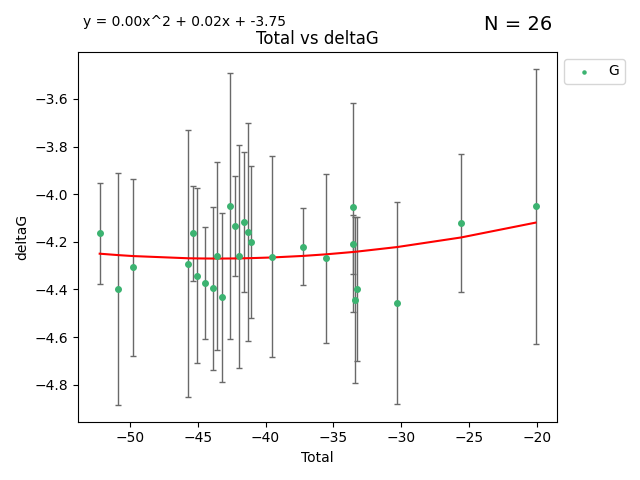 y = 0.00x^2 + 0.02x + -3.75
N = 26
Total vs deltaG
G
deltaG
−3.6
−3.8
−4.0
−4.2
−4.4
−4.6
−4.8
−50
−45
−40
−35
−30
−25
−20
Total